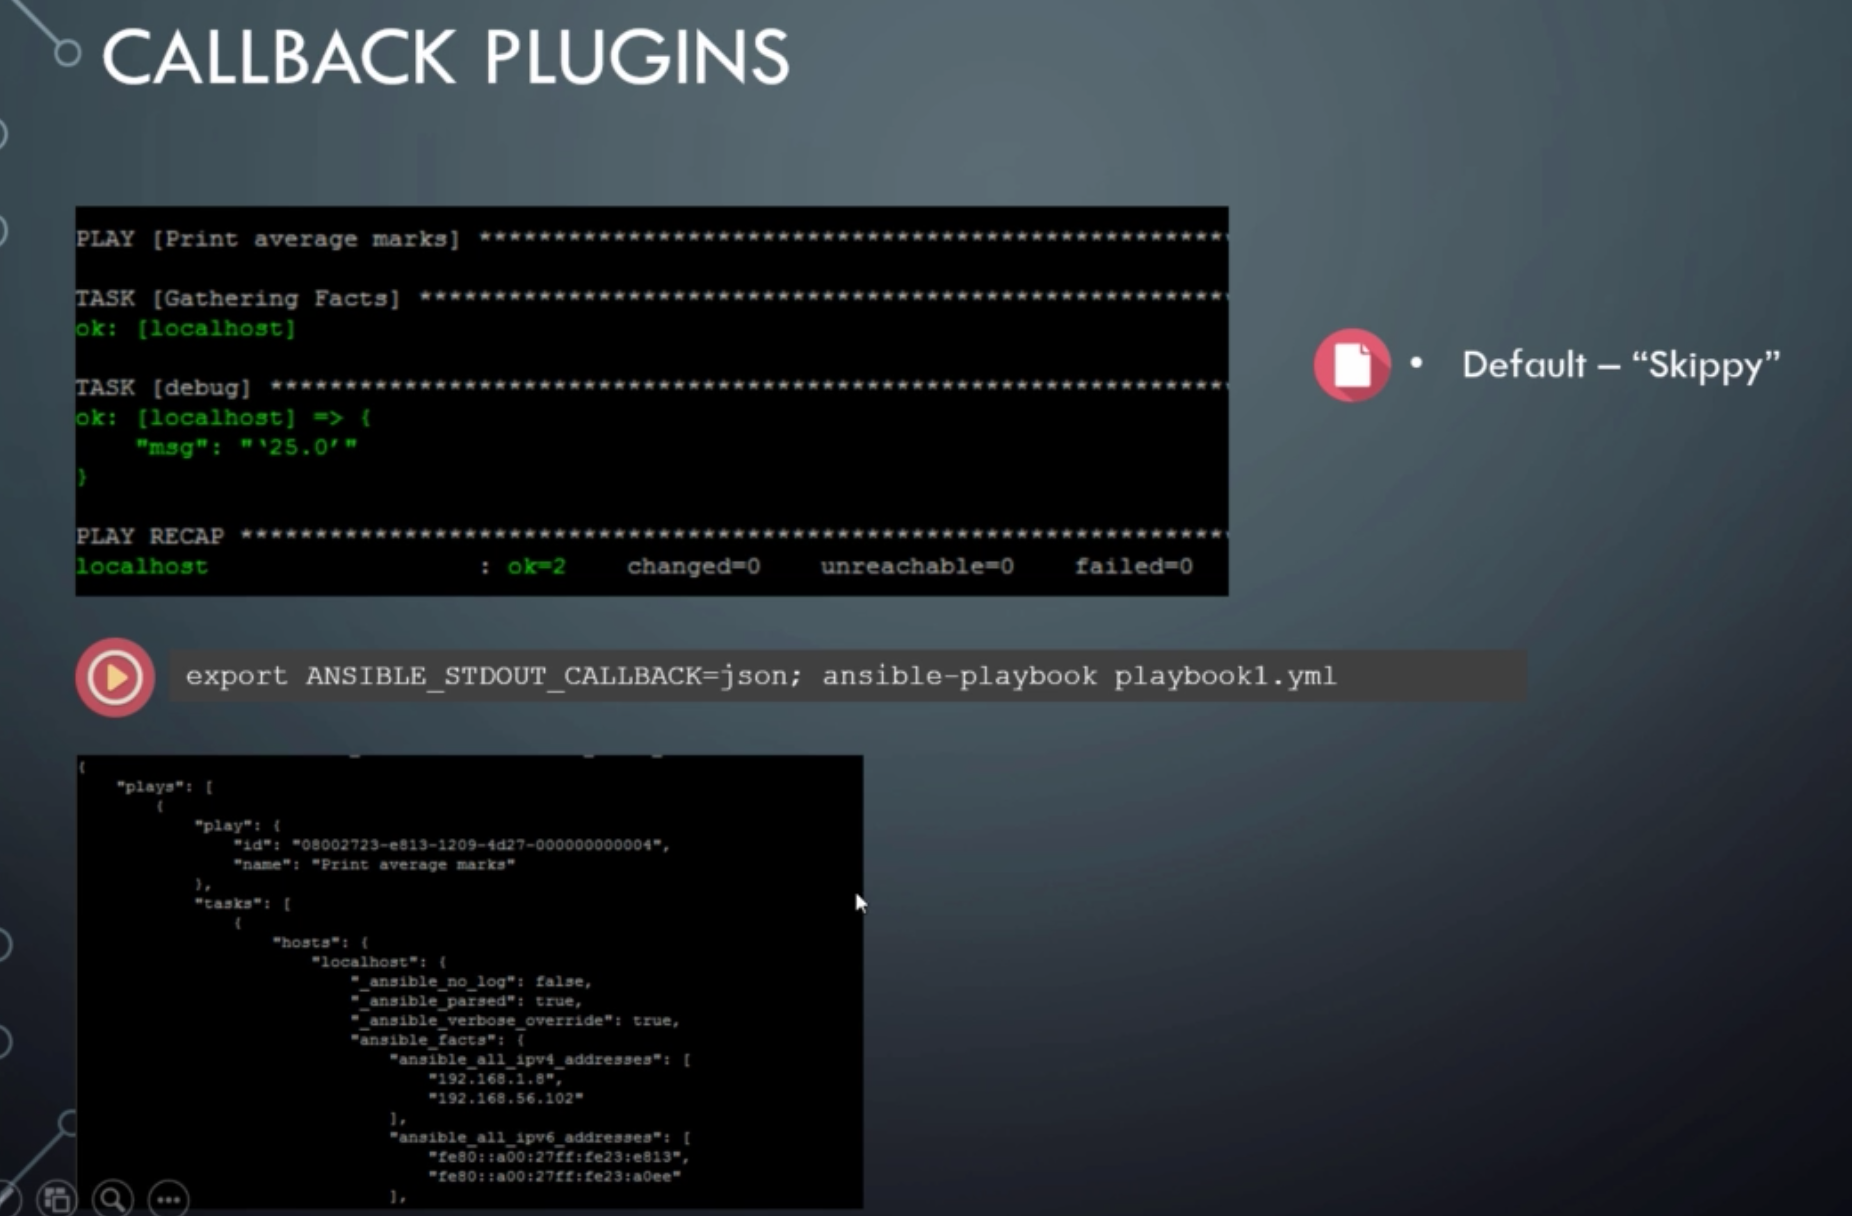 CALLBACK PLUGINS
PLAY [Print average marks] **************************************************
TASK [Gathering Facts] ******************************************************
ok: [localhost]
TASK [debug] ****************************************************************
ok: [localhost] => {
    "msg": "‘25.0’"
}
PLAY RECAP ******************************************************************
localhost : ok=2 changed=0 unreachable=0 failed=0
• Default – “Skippy”
export ANSIBLE_STDOUT_CALLBACK=json; ansible-playbook playbook1.yml
{
    "plays": [
        {
            "play": {
                "id": "08002723-e813-1209-4d27-000000000004",
                "name": "Print average marks"
            },
            "tasks": [
                {
                    "hosts": {
                        "localhost": {
                            "_ansible_no_log": false,
                            "_ansible_parsed": true,
                            "_ansible_verbose_override": true,
                            "ansible_facts": {
                                "ansible_all_ipv4_addresses": [
                                    "192.168.1.8",
                                    "192.168.56.102"
                                ],
                                "ansible_all_ipv6_addresses": [
                                    "fe80::a00:27ff:fe23:e813",
                                    "fe80::a00:27ff:fe23:a0ee"
                                ],